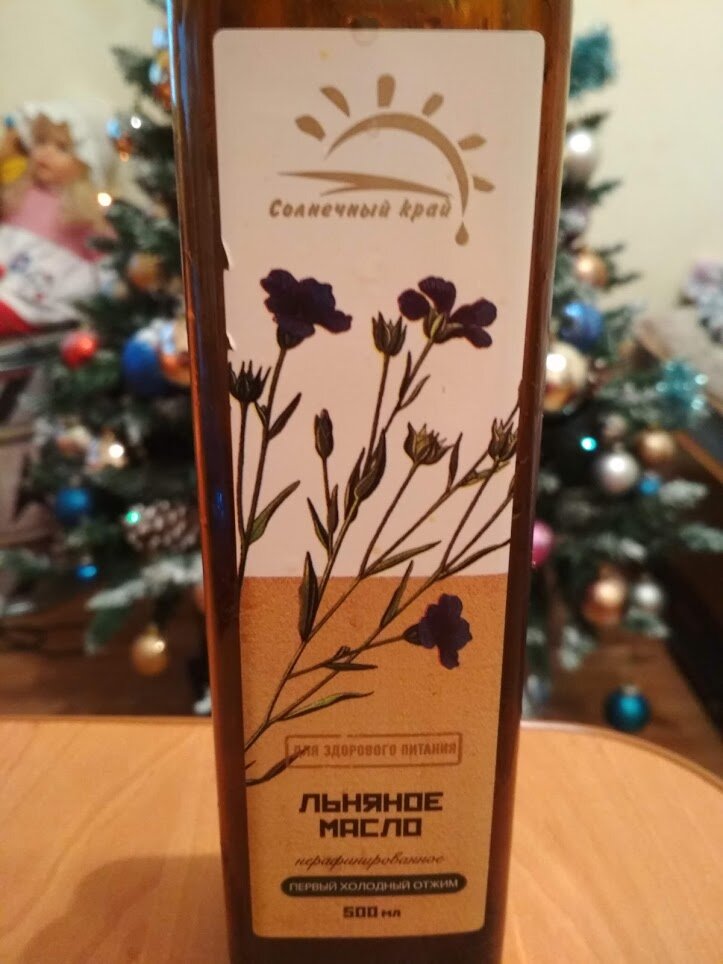 Солнечный край
ДЛЯ ЗДОРОВОГО ПИТАНИЯ
ЛЬНЯНОЕ
МАСЛО
нерафинированное
ПЕРВЫЙ ХОЛОДНЫЙ ОТЖИМ
500 мл